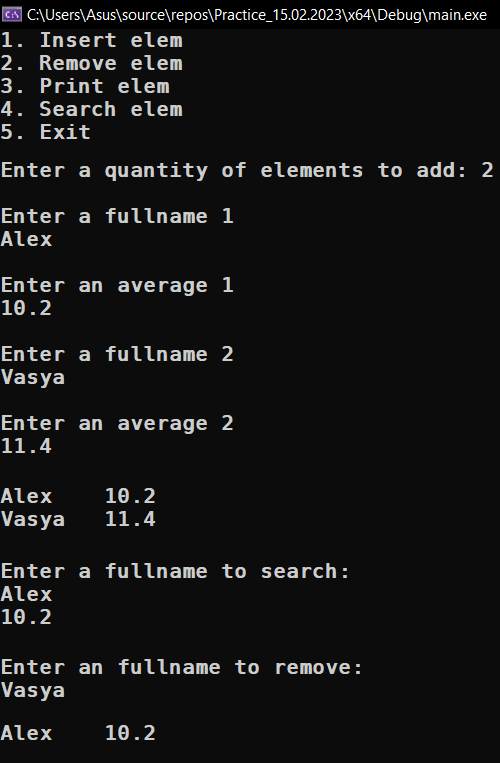 C:\Users\Asus\source\repos\Practice_15.02.2023\x64\Debug\main.exe
1. Insert elem
2. Remove elem
3. Print elem
4. Search elem
5. Exit
Enter a quantity of elements to add: 2
Enter a fullname 1
Alex
Enter an average 1
10.2
Enter a fullname 2
Vasya
Enter an average 2
11.4
Alex    10.2
Vasya   11.4
Enter a fullname to search:
Alex
10.2
Enter an fullname to remove:
Vasya
Alex    10.2